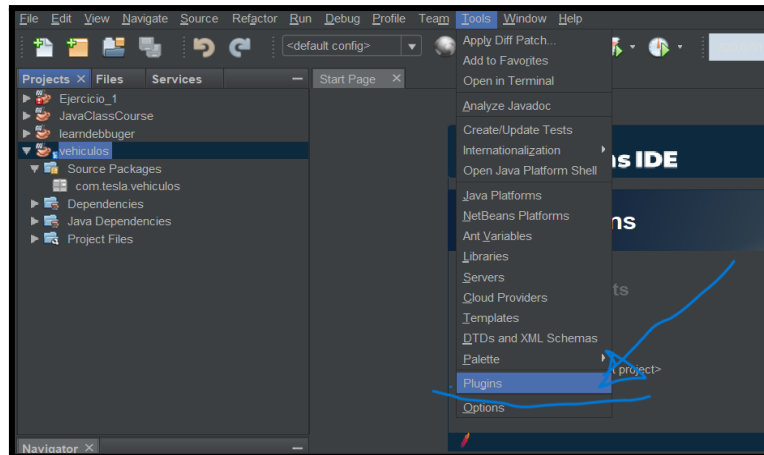 File Edit View Navigate Source Refactor Run Debug Profile Team Tools Window Help
<default config>
Projects Files Services
Start Page
Ejercicio_1
JavaClassCourse
learndebbuger
vehiculos
Source Packages
com.tesla.vehiculos
Dependencies
Java Dependencies
Project Files
Navigator
Apply Diff Patch...
Add to Favorites
Open in Terminal
Analyze Javadoc
Create/Update Tests
Internationalization
Open Java Platform Shell
Java Platforms
NetBeans Platforms
Ant Variables
Libraries
Servers
Cloud Providers
Templates
DTDs and XML Schemas
Palette
Plugins
Options
ns IDE
ns
ts
project>